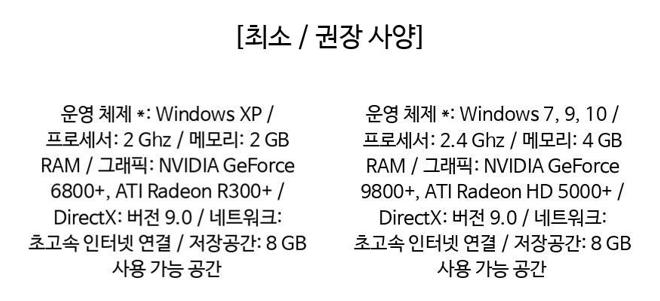 [최소 / 권장 사양]
운영 체제 *: Windows XP /
프로세서: 2 Ghz / 메모리: 2 GB
RAM / 그래픽: NVIDIA GeForce
6800+, ATI Radeon R300+ /
DirectX: 버전 9.0 / 네트워크:
초고속 인터넷 연결 / 저장공간: 8 GB
사용 가능 공간
운영 체제 *: Windows 7, 9, 10 /
프로세서: 2.4 Ghz / 메모리: 4 GB
RAM / 그래픽: NVIDIA GeForce
9800+, ATI Radeon HD 5000+ /
DirectX: 버전 9.0 / 네트워크:
초고속 인터넷 연결 / 저장공간: 8 GB
사용 가능 공간